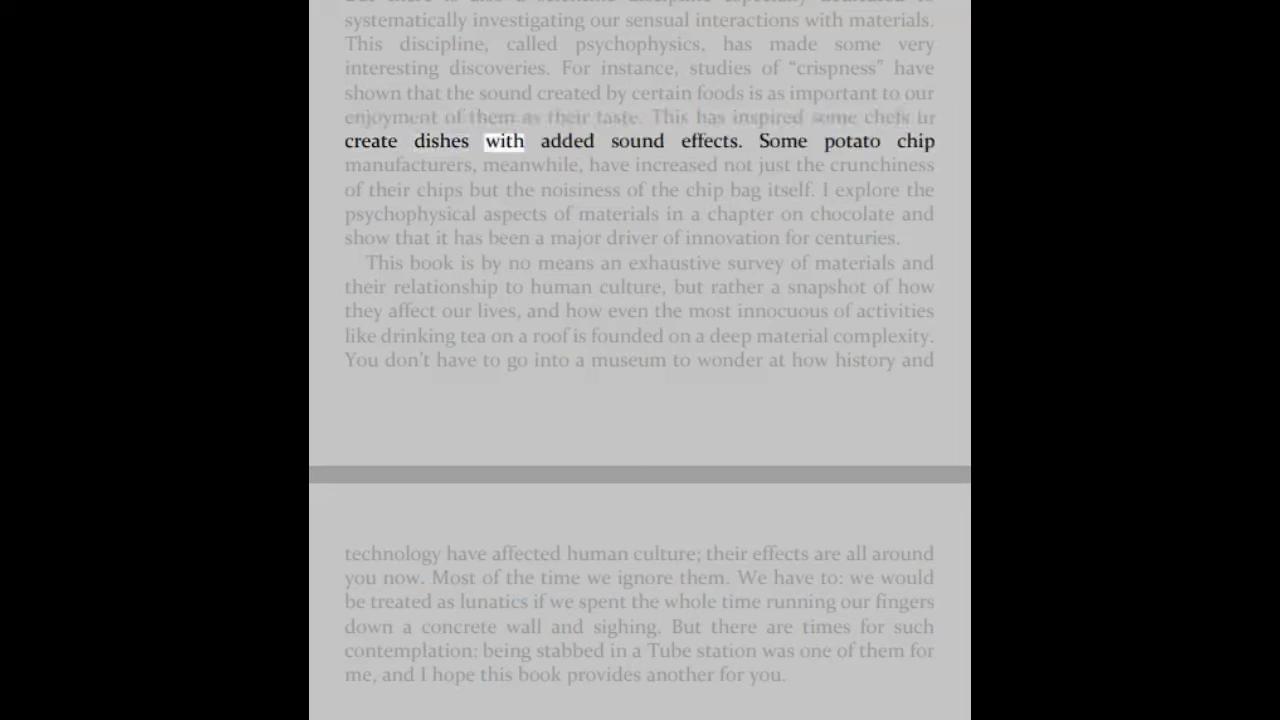 but there is also a scientific discipline especially dedicated to
systematically investigating our sensual interactions with materials.
This discipline, called psychophysics, has made some very
interesting discoveries. For instance, studies of “crispness” have
shown that the sound created by certain foods is as important to our
enjoyment of them as their taste. This has inspired some chefs to
create dishes with added sound effects. Some potato chip
manufacturers, meanwhile, have increased not just the crunchiness
of their chips but the noisiness of the chip bag itself. I explore the
psychophysical aspects of materials in a chapter on chocolate and
show that it has been a major driver of innovation for centuries.
This book is by no means an exhaustive survey of materials and
their relationship to human culture, but rather a snapshot of how
they affect our lives, and how even the most innocuous of activities
like drinking tea on a roof is founded on a deep material complexity.
You don’t have to go into a museum to wonder at how history and
technology have affected human culture; their effects are all around
you now. Most of the time we ignore them. We have to: we would
be treated as lunatics if we spent the whole time running our fingers
down a concrete wall and sighing. But there are times for such
contemplation: being stabbed in a Tube station was one of them for
me, and I hope this book provides another for you.